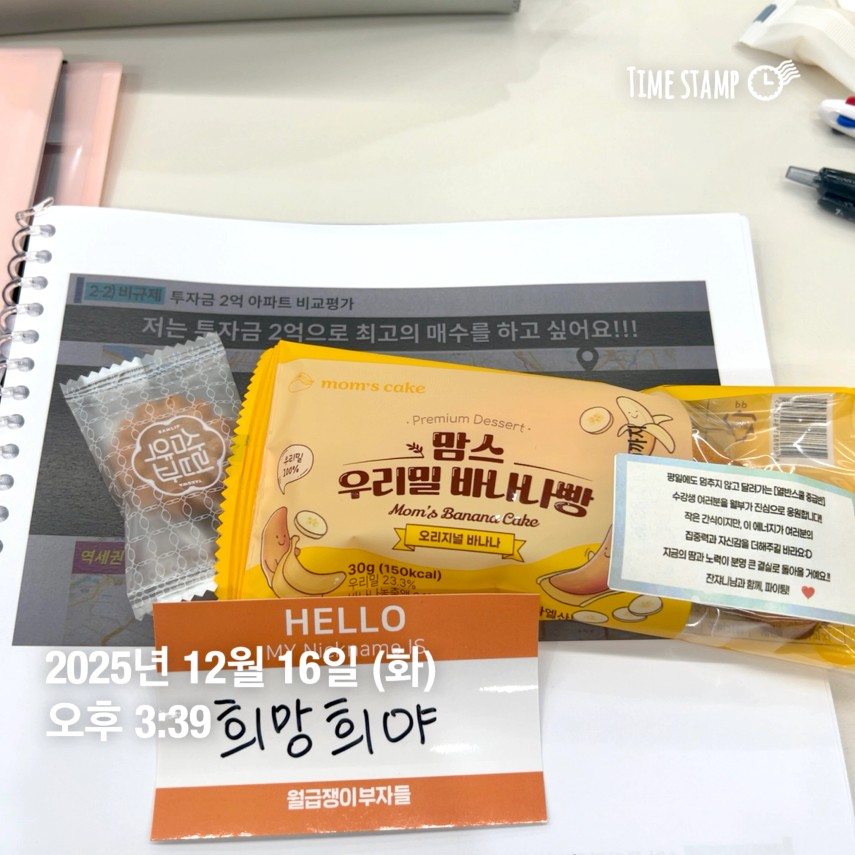 TIME STAMP
2-2) 비규제 투자금 2억 아파트 비교평가
저는 투자금 2억으로 최고의 매수를 하고 싶어요!!!
mom's cake
Premium Dessert
맘스
우리밀 바나나빵
Mom's Banana Cake
오리지널 바나나
우리밀
100%
30g (150kcal)
우리밀 23.3%
까지
평일에도 멈추지 않고 달려가는 [열반스쿨 중급반]
수강생 여러분을 월부가 진심으로 응원합니다!
작은 간식이지만, 이 에너지가 여러분의
집중력과 자신감을 더해주길 바라요:D
지금의 땀과 노력이 분명 큰 결실로 돌아올 거예요!!
잔쟈니님과 함께, 파이팅! ❤
역세권
HELLO
MY Nickname IS
2025년 12월 16일 (화)
오후 3:39
희망희야
월급쟁이부자들